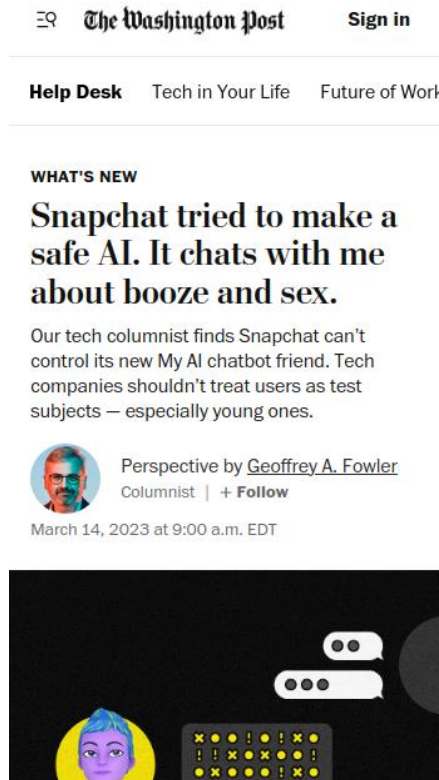 The Washington Post
Sign in
Help Desk Tech in Your Life Future of Work
WHAT'S NEW
Snapchat tried to make a
safe AI. It chats with me
about booze and sex.
Our tech columnist finds Snapchat can't
control its new My AI chatbot friend. Tech
companies shouldn't treat users as test
subjects — especially young ones.
Perspective by Geoffrey A. Fowler
Columnist | + Follow
March 14, 2023 at 9:00 a.m. EDT